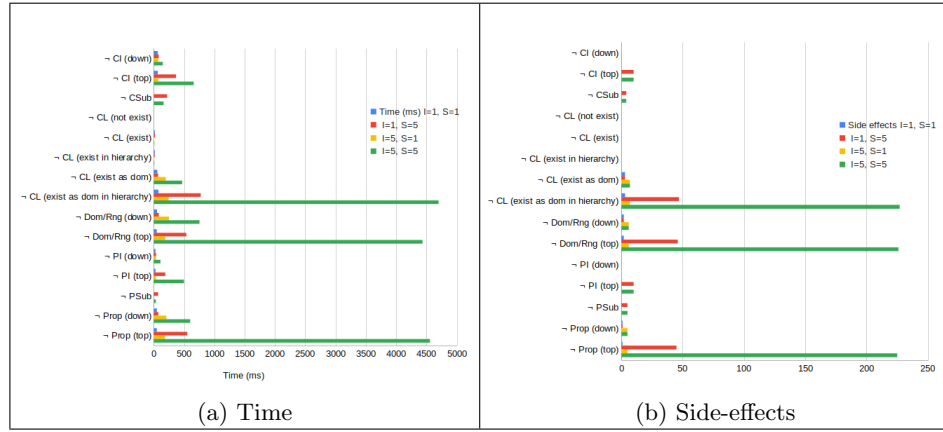 ¬ CI (down)
¬ CI (top)
¬ CSub
¬ CL (not exist)
¬ CL (exist)
¬ CL (exist in hierarchy)
¬ CL (exist as dom)
¬ CL (exist as dom in hierarchy)
¬ Dom/Rng (down)
¬ Dom/Rng (top)
¬ PI (down)
¬ PI (top)
¬ PSub
¬ Prop (down)
¬ Prop (top)
0 500 1000 1500 2000 2500 3000 3500 4000 4500 5000
Time (ms)
Time (ms) I=1, S=1
I=1, S=5
I=5, S=1
I=5, S=5
(a) Time
¬ CI (down)
¬ CI (top)
¬ CSub
¬ CL (not exist)
¬ CL (exist)
¬ CL (exist in hierarchy)
¬ CL (exist as dom)
¬ CL (exist as dom in hierarchy)
¬ Dom/Rng (down)
¬ Dom/Rng (top)
¬ PI (down)
¬ PI (top)
¬ PSub
¬ Prop (down)
¬ Prop (top)
0 50 100 150 200 250
Side effects I=1, S=1
I=1, S=5
I=5, S=1
I=5, S=5
(b) Side-effects